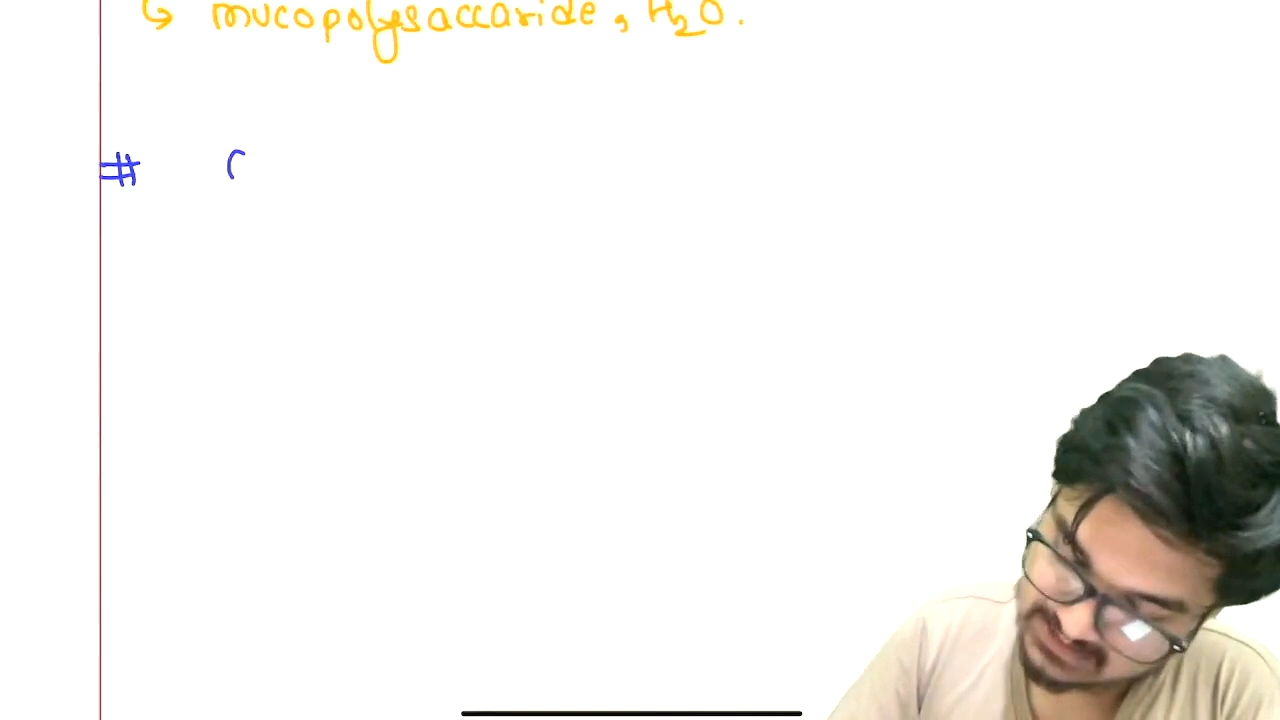 ↳ mucopolysaccaride, H₂O.
#